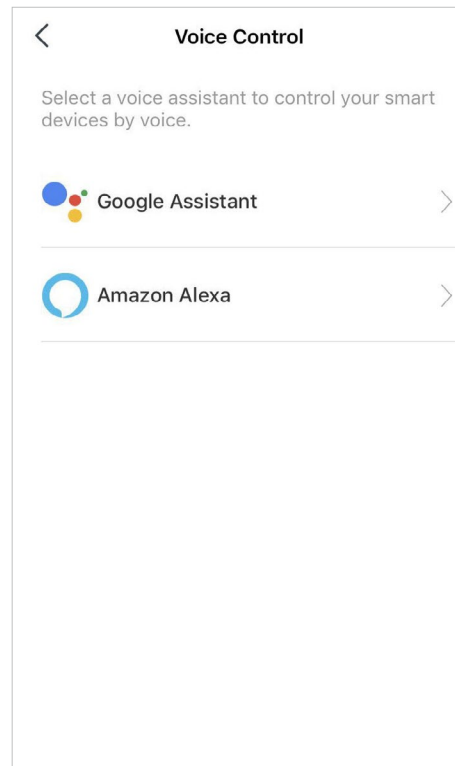 Voice Control
Select a voice assistant to control your smart
devices by voice.
Google Assistant
Amazon Alexa